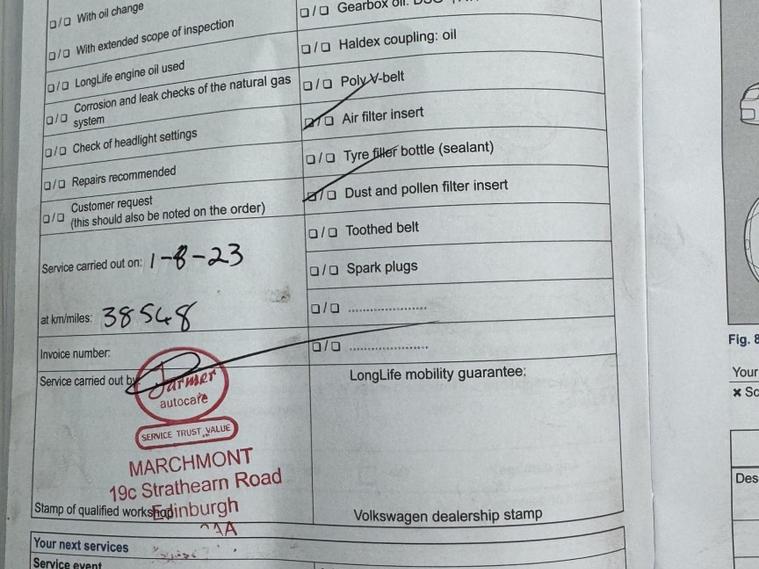 ☐/☐ With oil change
☐/☐ With extended scope of inspection
☐/☐ LongLife engine oil used
☐/☐ Corrosion and leak checks of the natural gas
system
☐/☐ Check of headlight settings
☐/☐ Repairs recommended
☐/☐ Customer request
(this should also be noted on the order)
Service carried out on: 1-8-23
at km/miles: 38548
Invoice number:
Service carried out by
Farmer
autocare
SERVICE TRUST VALUE
MARCHMONT
19c Strathearn Road
Edinburgh
Stamp of qualified workshop
☐/☐ Gearbox oil:
☐/☐ Haldex coupling: oil
☐/☐ Poly V-belt
☐/☐ Air filter insert
☐/☐ Tyre filler bottle (sealant)
☐/☐ Dust and pollen filter insert
☐/☐ Toothed belt
☐/☐ Spark plugs
☐/☐ ......................
☐/☐ ......................
LongLife mobility guarantee:
Volkswagen dealership stamp
Your next services
Service event
Fig. 8
Your
× Sc
Des